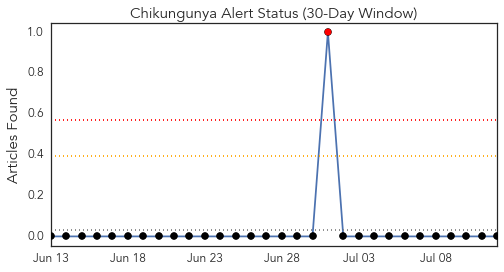 Chikungunya Alert Status (30-Day Window)
Articles Found
1.0
0.8
0.6
0.4
0.2
0.0
Jun 13 Jun 18 Jun 23 Jun 28 Jul 03 Jul 08